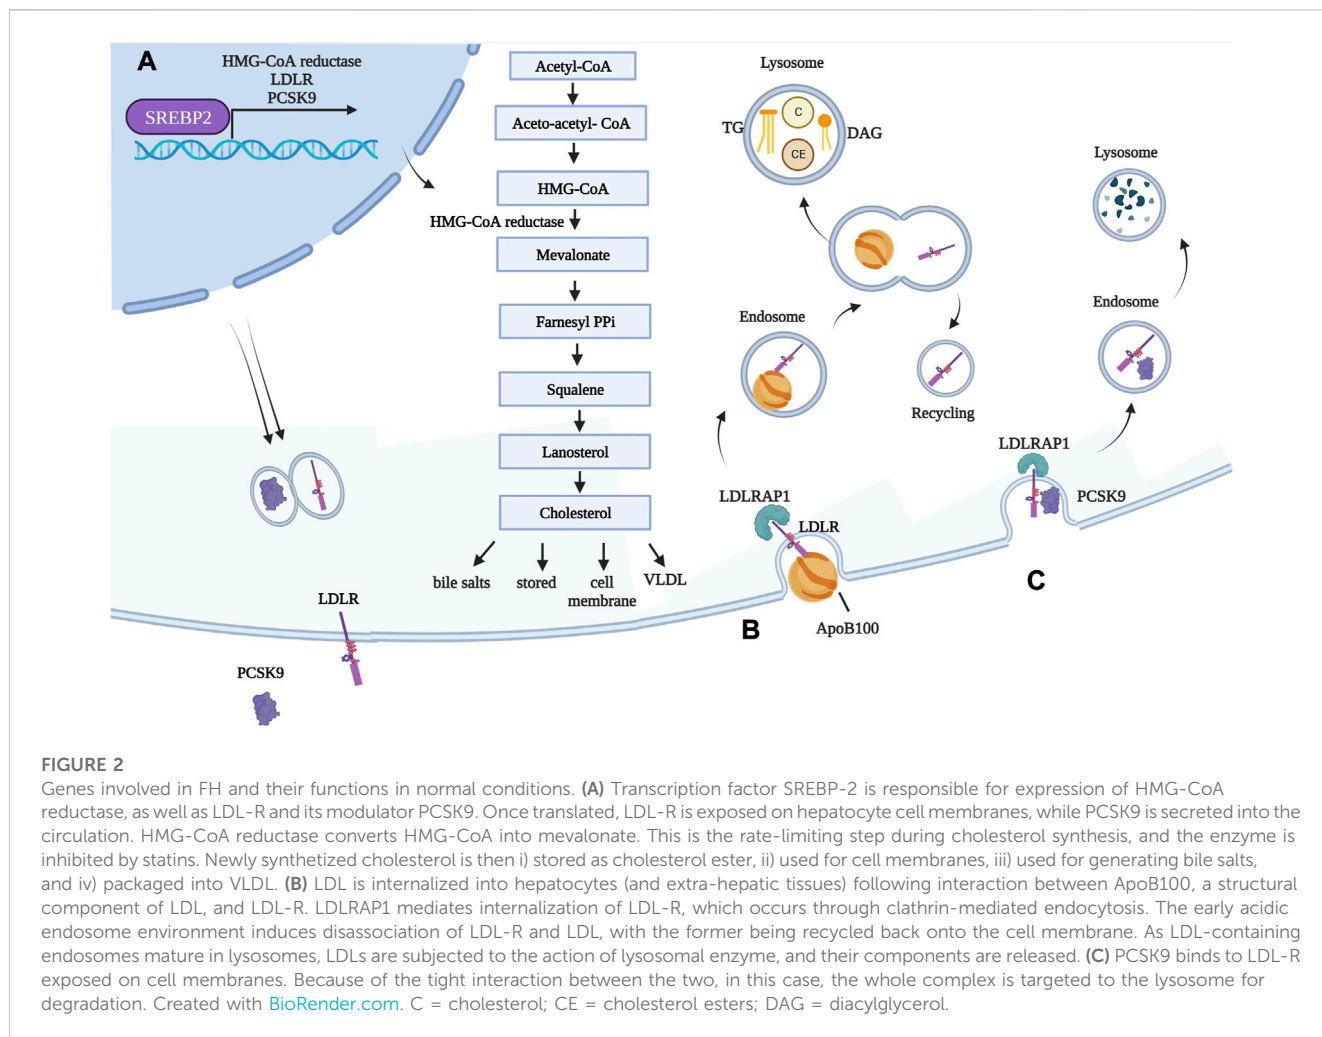 A
HMG-CoA reductase
LDLR
PCSK9
SREBP2
Acetyl-CoA
Aceto-acetyl- CoA
HMG-CoA
HMG-CoA reductase
Mevalonate
Farnesyl PPi
Squalene
Lanosterol
Cholesterol
bile salts
stored
cell
membrane
VLDL
LDLR
PCSK9
Lysosome
TG
C
CE
DAG
Endosome
Recycling
LDLRAP1
LDLR
B
ApoB100
Lysosome
Endosome
LDLRAP1
PCSK9
C
FIGURE 2
Genes involved in FH and their functions in normal conditions. (A) Transcription factor SREBP-2 is responsible for expression of HMG-CoA
reductase, as well as LDL-R and its modulator PCSK9. Once translated, LDL-R is exposed on hepatocyte cell membranes, while PCSK9 is secreted into the
circulation. HMG-CoA reductase converts HMG-CoA into mevalonate. This is the rate-limiting step during cholesterol synthesis, and the enzyme is
inhibited by statins. Newly synthetized cholesterol is then i) stored as cholesterol ester, ii) used for cell membranes, iii) used for generating bile salts,
and iv) packaged into VLDL. (B) LDL is internalized into hepatocytes (and extra-hepatic tissues) following interaction between ApoB100, a structural
component of LDL, and LDL-R. LDLRAP1 mediates internalization of LDL-R, which occurs through clathrin-mediated endocytosis. The early acidic
endosome environment induces disassociation of LDL-R and LDL, with the former being recycled back onto the cell membrane. As LDL-containing
endosomes mature in lysosomes, LDLs are subjected to the action of lysosomal enzyme, and their components are released. (C) PCSK9 binds to LDL-R
exposed on cell membranes. Because of the tight interaction between the two, in this case, the whole complex is targeted to the lysosome for
degradation. Created with BioRender.com. C = cholesterol; CE = cholesterol esters; DAG = diacylglycerol.